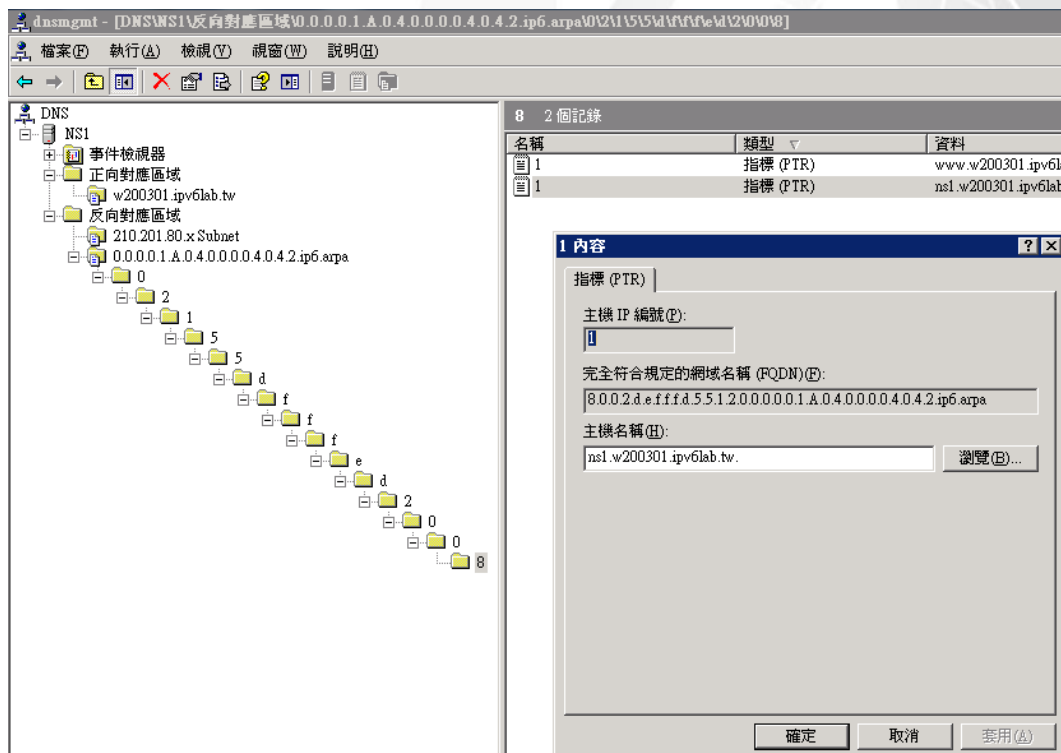 dnsmgmt - [DNS\NS1\反向對應區域\0.0.0.0.1.A.0.4.0.0.0.0.4.0.4.2.ip6.arpa\0\2\1\5\5\d\f\f\f\e\d\2\0\0\8]
檔案(F) 執行(A) 檢視(V) 視窗(W) 說明(H)
DNS
NS1
事件檢視器
正向對應區域
w200301.ipv6lab.tw
反向對應區域
210.201.80.x Subnet
0.0.0.0.1.A.0.4.0.0.0.0.4.0.4.2.ip6.arpa
0
2
1
5
5
d
f
f
f
e
d
2
0
0
8
8 2 個記錄
名稱 類型 資料
1 指標 (PTR) www.w200301.ipv6la
1 指標 (PTR) ns1.w200301.ipv6lab
1 內容
指標 (PTR)
主機 IP 編號(P):
1
完全符合規定的網域名稱 (FQDN)(F):
8.0.0.2.d.e.f.f.f.d.5.5.1.2.0.0.0.0.0.1.A.0.4.0.0.0.0.4.0.4.2.ip6.arpa
主機名稱(H):
ns1.w200301.ipv6lab.tw.
瀏覽(B)...
確定 取消 套用(A)